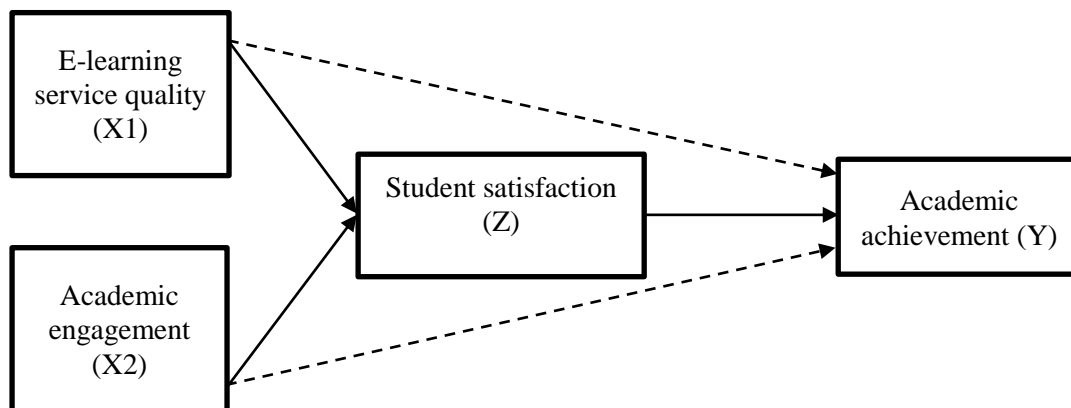 E-learning
service quality
(X1)
Student satisfaction
(Z)
Academic
achievement (Y)
Academic
engagement
(X2)